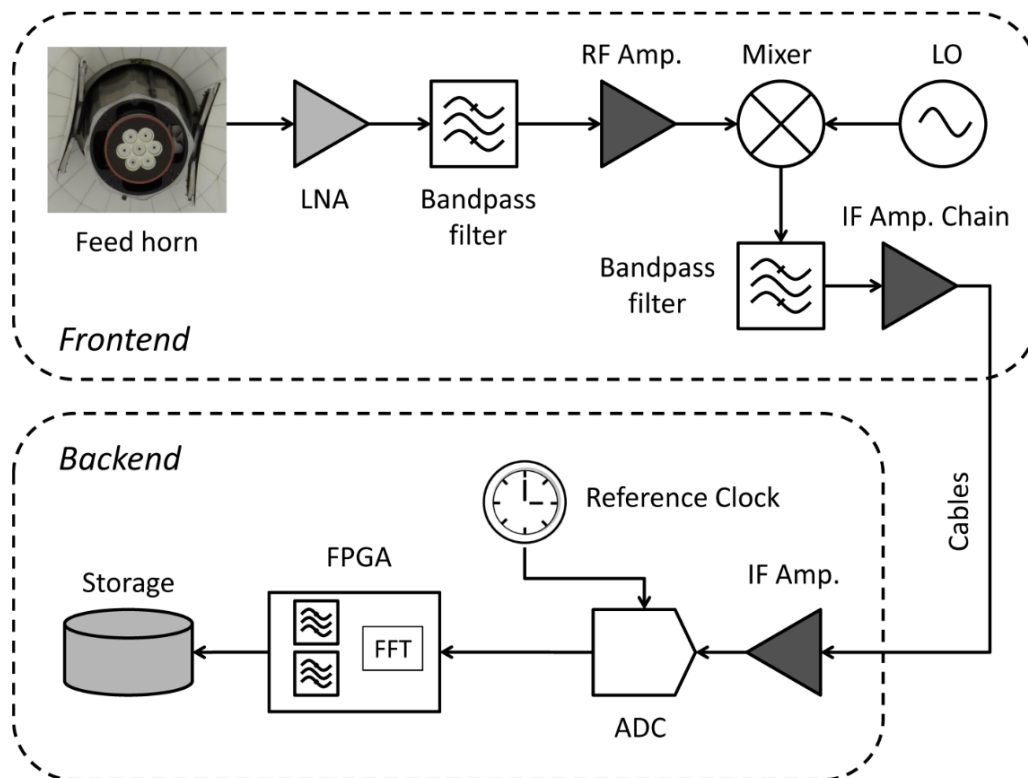 RF Amp.
Mixer
LO
LNA
Bandpass
filter
Feed horn
IF Amp. Chain
Bandpass
filter
Frontend
Backend
Reference Clock
Cables
FPGA
IF Amp.
Storage
FFT
ADC